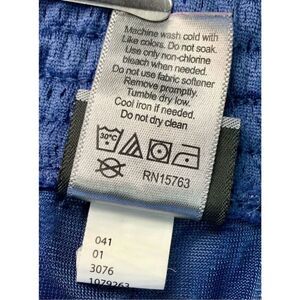 Machine wash cold with
Like colors. Do not soak.
Use only non-chlorine
bleach when needed.
Do not use fabric softener
Remove promptly.
Tumble dry low.
Cool iron if needed.
Do not dry clean
30°C
RN15763
041
01
3076
1079263